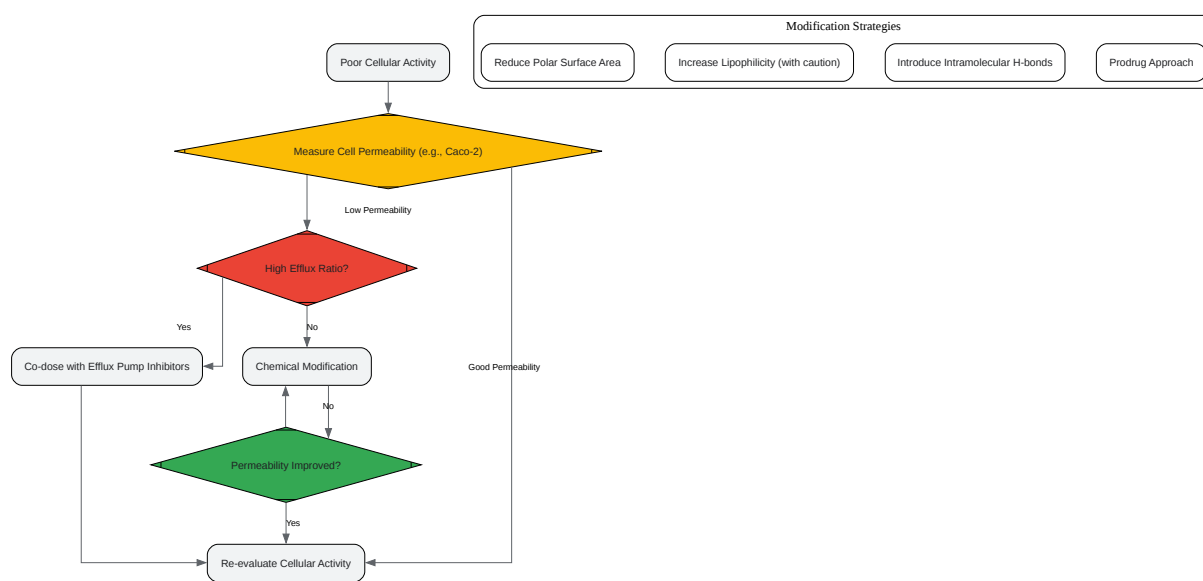 Modification Strategies
Poor Cellular Activity
Reduce Polar Surface Area
Increase Lipophilicity (with caution)
Introduce Intramolecular H-bonds
Prodrug Approach
Measure Cell Permeability (e.g., Caco-2)
Low Permeability
High Efflux Ratio?
Yes
No
Co-dose with Efflux Pump Inhibitors
Chemical Modification
Good Permeability
No
Permeability Improved?
Yes
Re-evaluate Cellular Activity